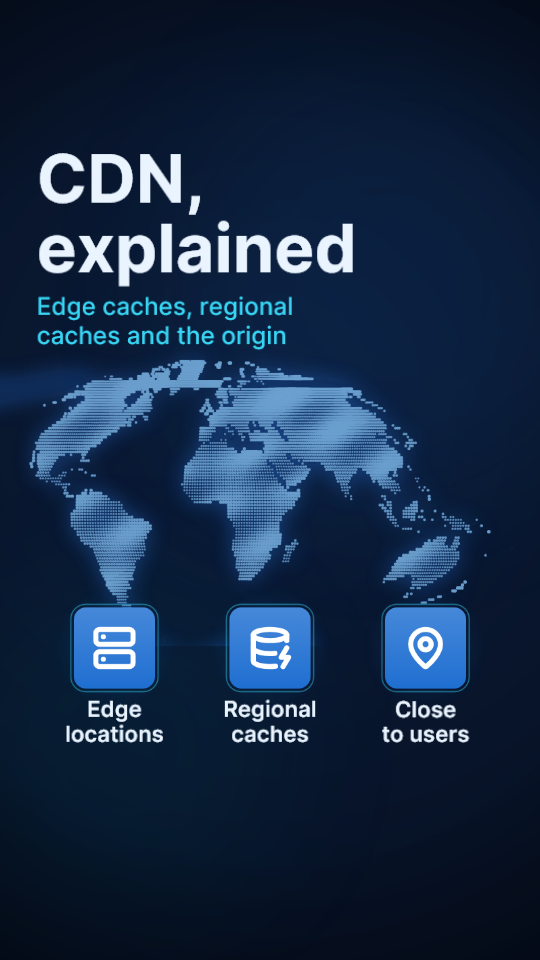 CDN,
explained
Edge caches, regional
caches and the origin
Edge
locations
Regional
caches
Close
to users